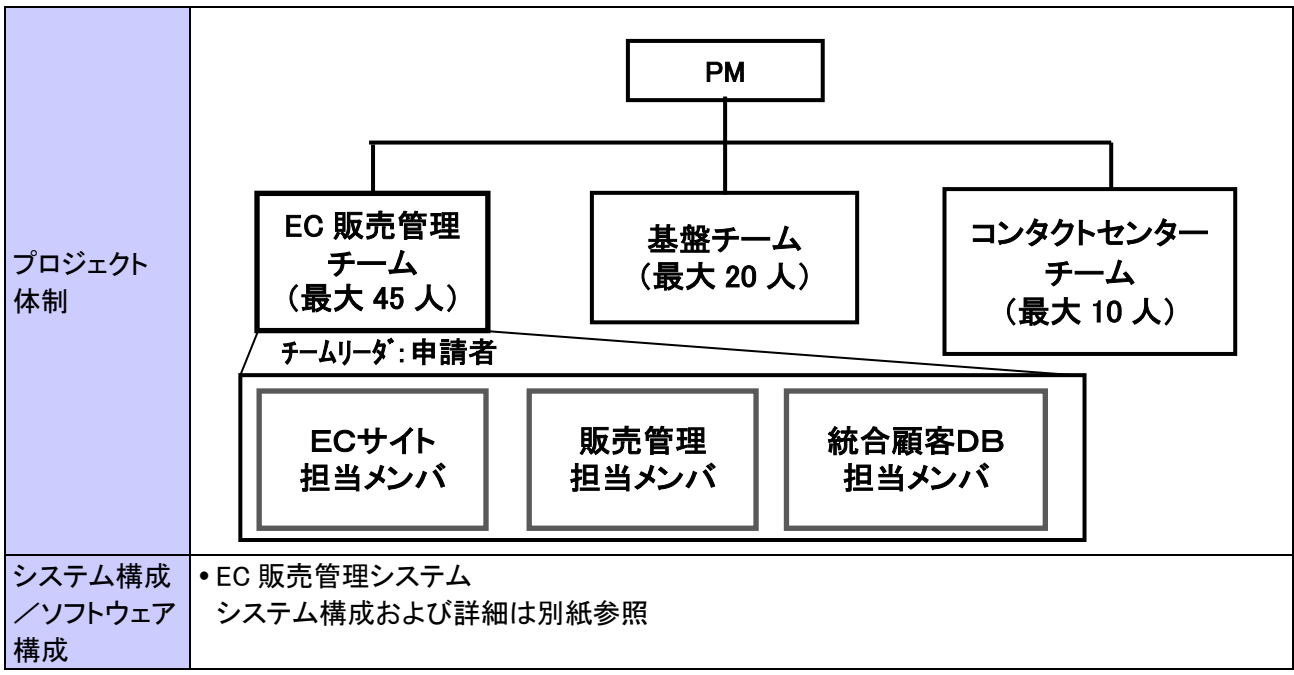 プロジェクト
体制
PM
EC 販売管理
チーム
（最大 45 人）
基盤チーム
（最大 20 人）
コンタクトセンター
チーム
（最大 10 人）
ﾁｰﾑﾘｰﾀﾞ：申請者
ＥＣサイト
担当メンバ
販売管理
担当メンバ
統合顧客ＤＢ
担当メンバ
システム構成
／ソフトウェア
構成
• EC 販売管理システム
システム構成および詳細は別紙参照